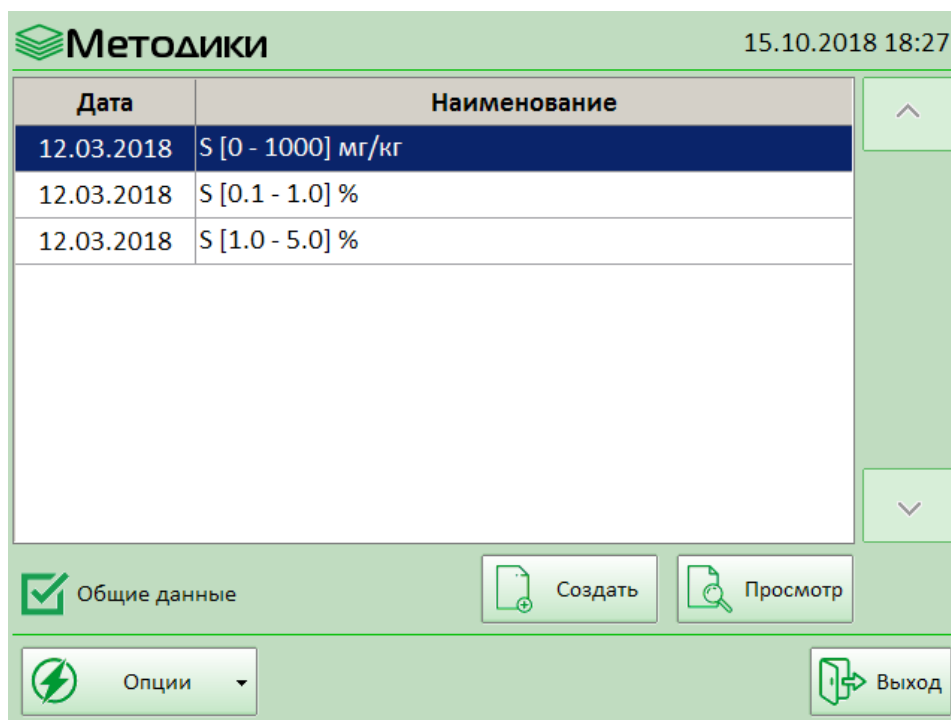 Методики
15.10.2018 18:27
Дата Наименование
12.03.2018 S [0 - 1000] мг/кг
12.03.2018 S [0.1 - 1.0] %
12.03.2018 S [1.0 - 5.0] %
Общие данные Создать Просмотр
Опции Выход